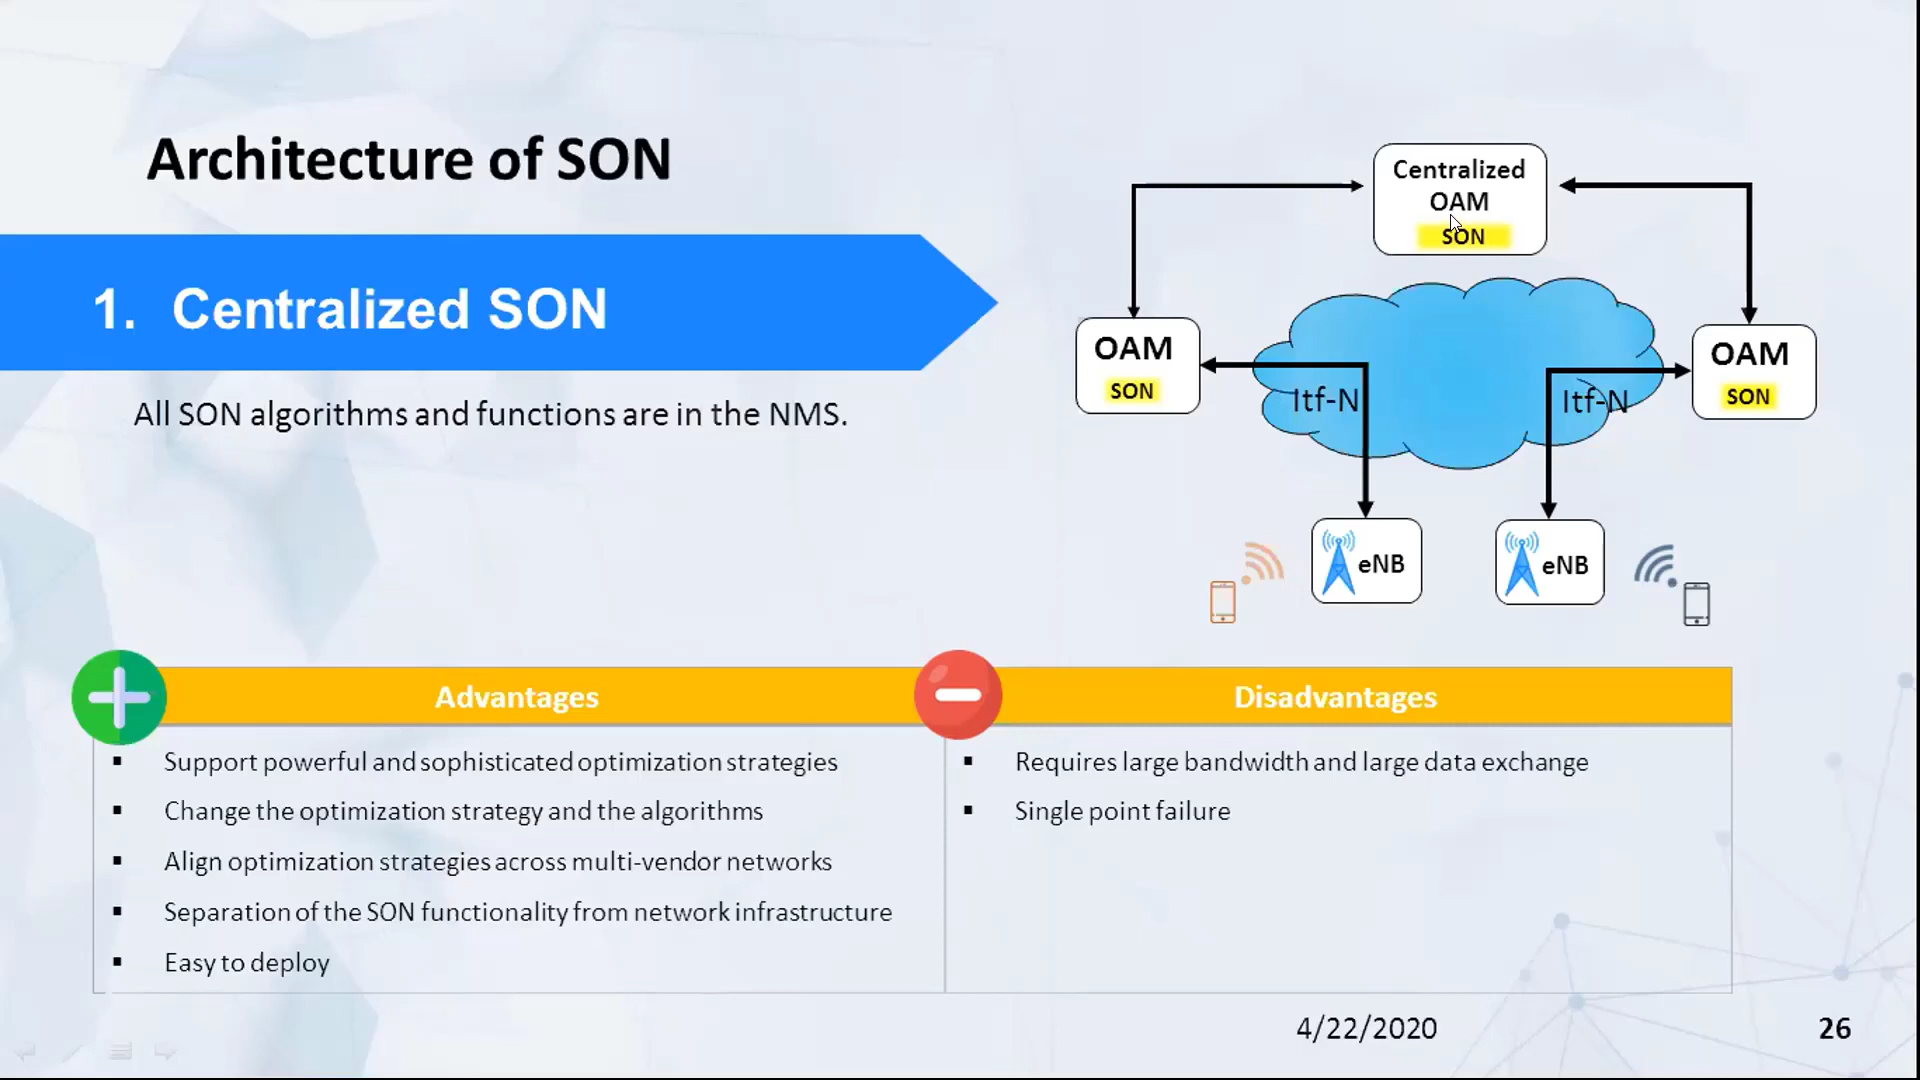 Architecture of SON
1. Centralized SON
All SON algorithms and functions are in the NMS.
Centralized
OAM
SON
OAM
SON
OAM
SON
Itf-N
Itf-N
eNB
eNB
Advantages
Disadvantages
▪ Support powerful and sophisticated optimization strategies
▪ Change the optimization strategy and the algorithms
▪ Align optimization strategies across multi-vendor networks
▪ Separation of the SON functionality from network infrastructure
▪ Easy to deploy
▪ Requires large bandwidth and large data exchange
▪ Single point failure
4/22/2020
26